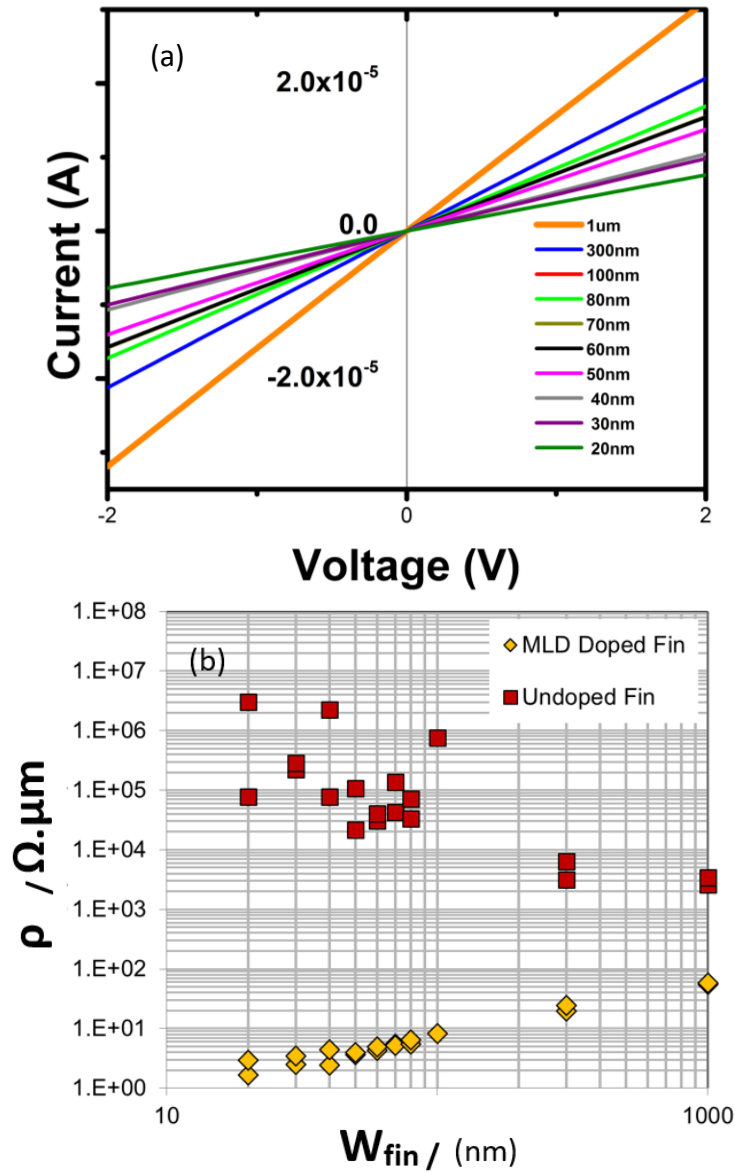 (a)
2.0x10⁻⁵
0.0
-2.0x10⁻⁵
Current (A)
1um
300nm
100nm
80nm
70nm
60nm
50nm
40nm
30nm
20nm
-2
0
2
Voltage (V)
(b)
MLD Doped Fin
Undoped Fin
1.E+08
1.E+07
1.E+06
1.E+05
1.E+04
1.E+03
1.E+02
1.E+01
1.E+00
ρ / Ω.µm
10
1000
Wfin / (nm)